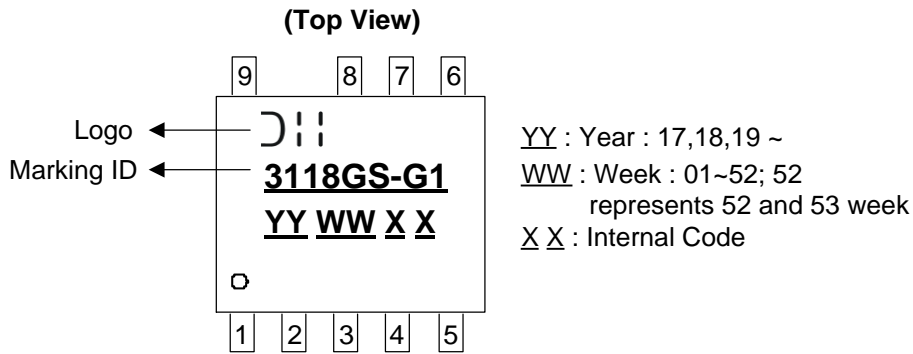 (Top View)
9 8 7 6
Logo
Marking ID
3118GS-G1
YY WW X X
1 2 3 4 5
YY : Year : 17,18,19 ~
WW : Week : 01~52; 52
represents 52 and 53 week
X X : Internal Code